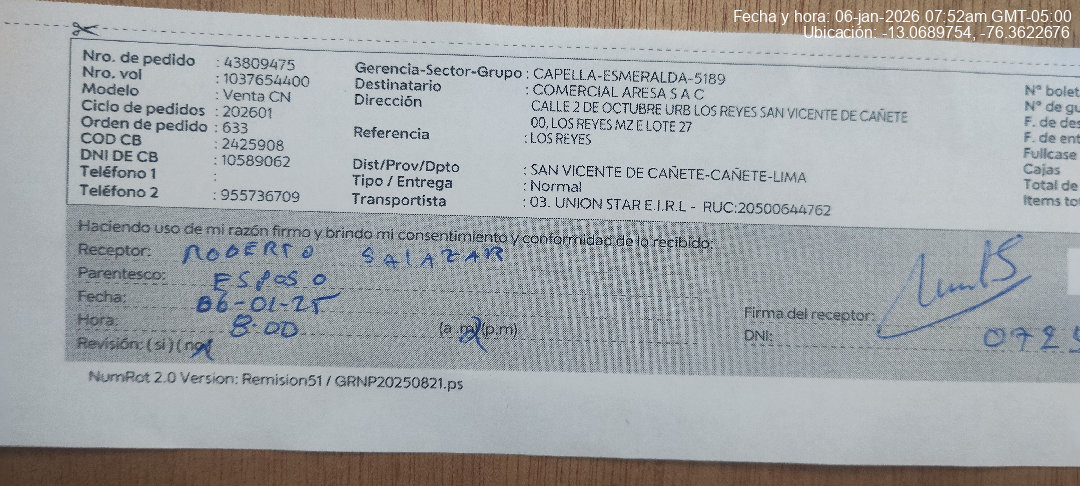 Fecha y hora: 06-jan-2026 07:52am GMT-05:00
Ubicación: -13.0689754, -76.3622676
Nro. de pedido : 43809475
Nro. vol : 1037654400
Modelo : Venta CN
Ciclo de pedidos : 202601
Orden de pedido : 633
COD CB : 2425908
DNI DE CB : 10589062
Teléfono 1 :
Teléfono 2 : 955736709
Gerencia-Sector-Grupo : CAPELLA-ESMERALDA-5189
Destinatario : COMERCIAL ARESA S A C
Dirección CALLE 2 DE OCTUBRE URB LOS REYES SAN VICENTE DE CAÑETE
00, LOS REYES MZ E LOTE 27
Referencia : LOS REYES
Dist/Prov/Dpto : SAN VICENTE DE CAÑETE-CAÑETE-LIMA
Tipo / Entrega : Normal
Transportista : 03. UNION STAR E.I.R.L - RUC:20500644762
N° bolet
N° de gu
F. de des
F. de ent
Fullcase
Cajas
Total de
Items tot
Haciendo uso de mi razón firmo y brindo mi consentimiento y conformidad de lo recibido:
Receptor: ROBERTO SALAZAR
Parentesco: ESPOSO
Fecha: 06-01-25
Hora: 8:00 (a.m) (p.m)
Revisión: (si) (no)
Firma del receptor:
DNI: 0725
NumRot 2.0 Version: Remision51 / GRNP20250821.ps